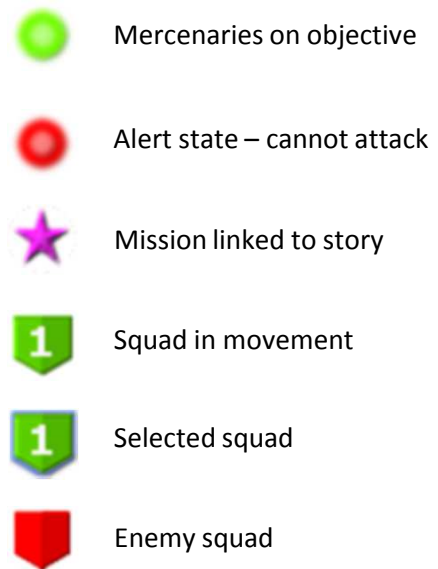 Mercenaries on objective
Alert state – cannot attack
Mission linked to story
1 Squad in movement
1 Selected squad
Enemy squad